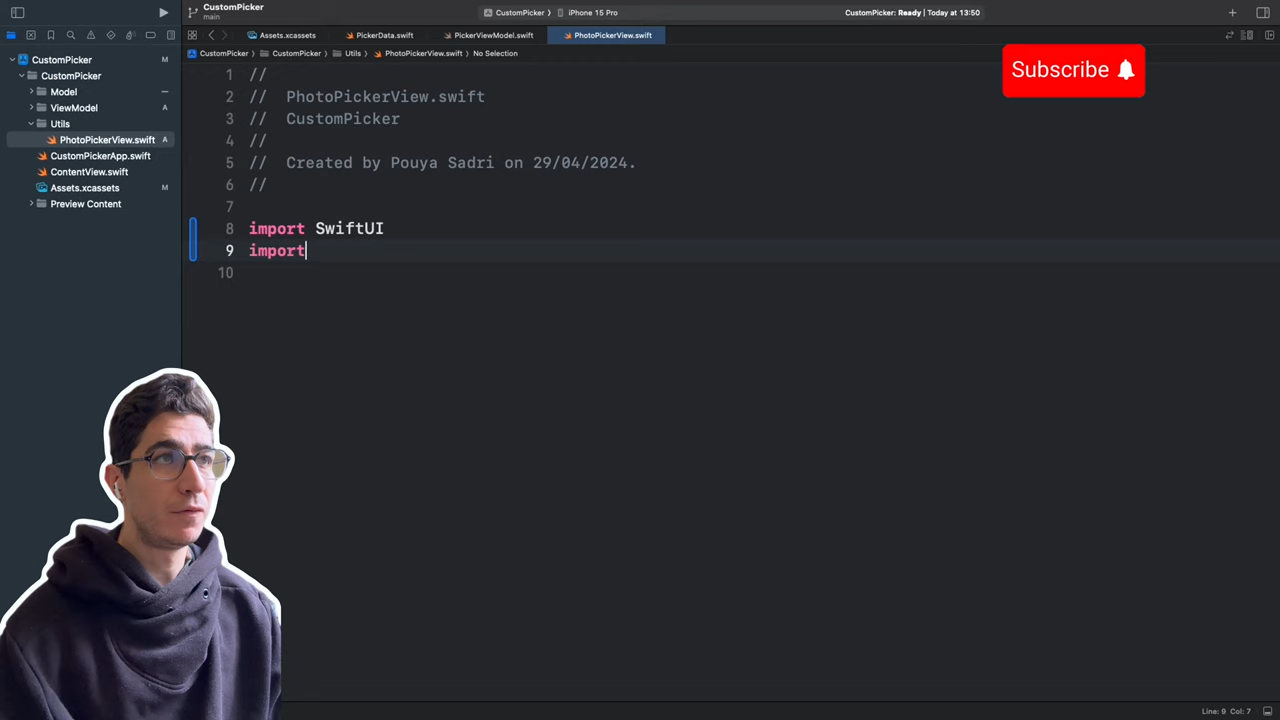 CustomPicker
main
CustomPicker
iPhone 15 Pro
CustomPicker: Ready | Today at 13:50
Assets.xcassets
PickerData.swift
PickerViewModel.swift
PhotoPickerView.swift
CustomPicker
CustomPicker
Utils
PhotoPickerView.swift
No Selection
CustomPicker M
CustomPicker
Model
ViewModel A
Utils
PhotoPickerView.swift A
CustomPickerApp.swift
ContentView.swift
Assets.xcassets M
Preview Content
Subscribe
1 //
2 // PhotoPickerView.swift
3 // CustomPicker
4 //
5 // Created by Pouya Sadri on 29/04/2024.
6 //
7
8 import SwiftUI
9 import
10
Line: 9 Col: 7